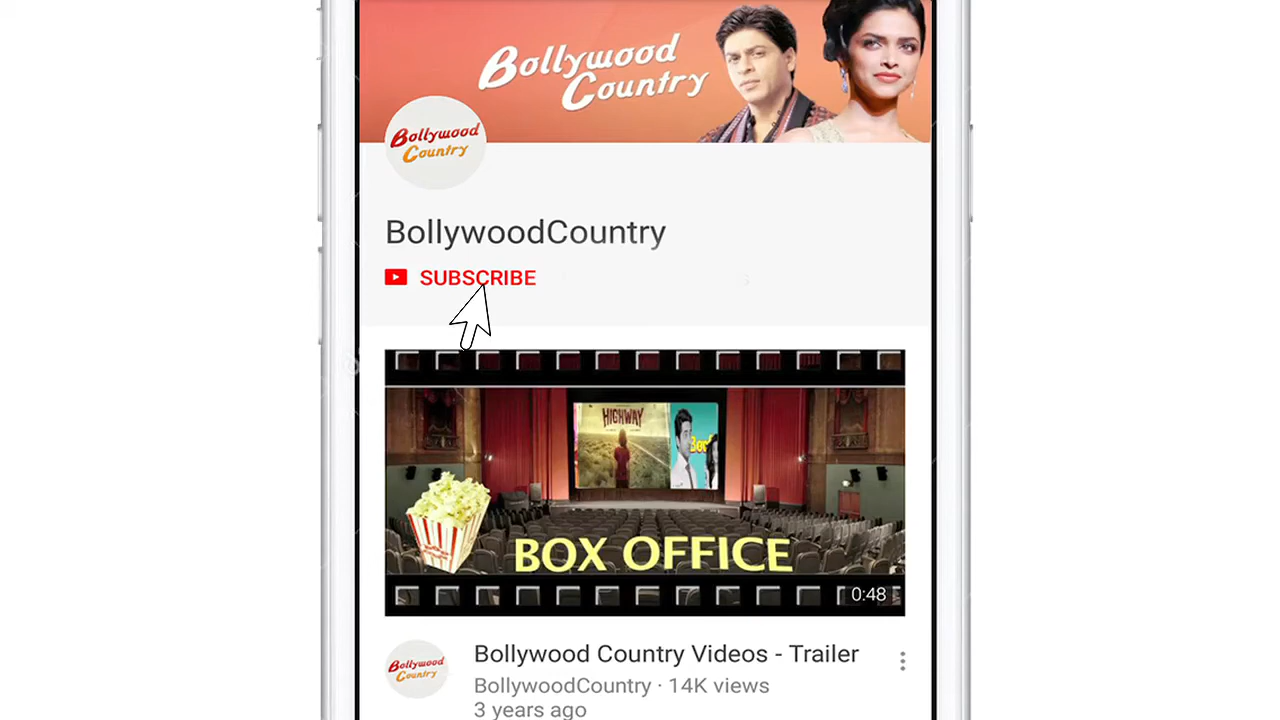 Bollywood
Country
Bollywood
Country
BollywoodCountry
SUBSCRIBE
HIGHWAY
BOX OFFICE
0:48
Bollywood Country Videos - Trailer
Bollywood
Country
BollywoodCountry · 14K views
3 years ago